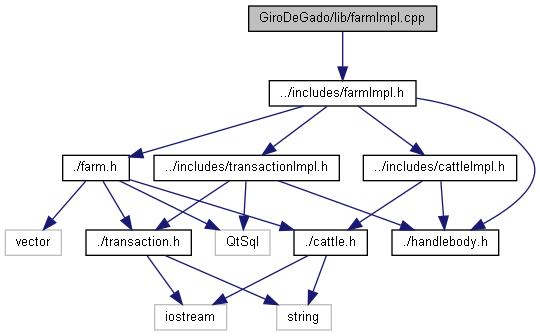 GiroDeGado/lib/farmImpl.cpp
../includes/farmImpl.h
./farm.h
../includes/transactionImpl.h
../includes/cattleImpl.h
vector
./transaction.h
QtSql
./cattle.h
./handlebody.h
iostream
string